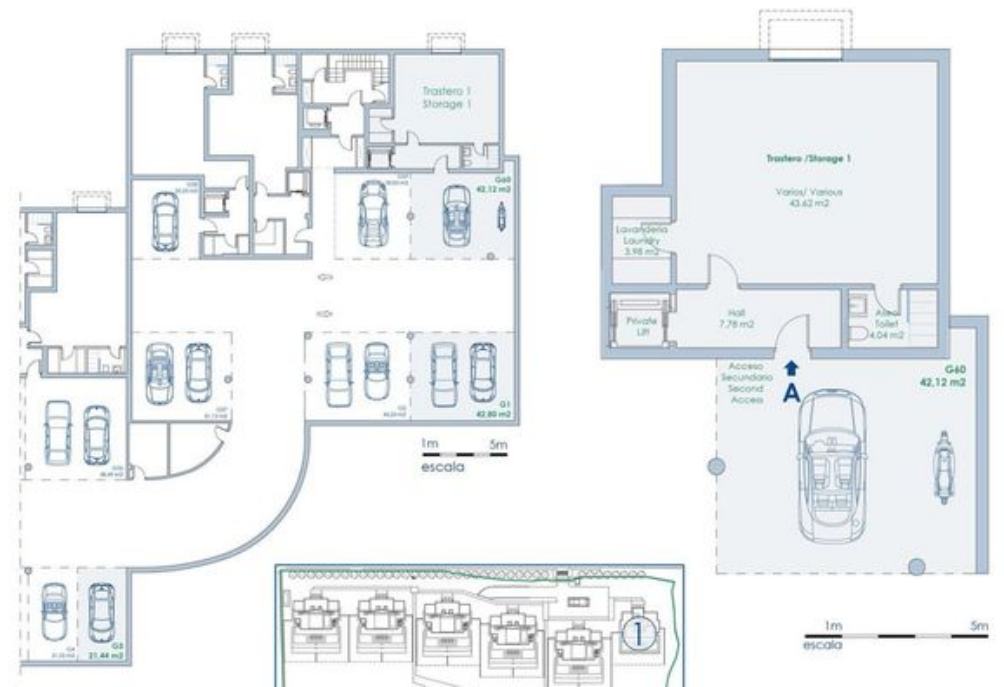 Trastero 1
Storage 1
G60
42,12 m2
G1
42,80 m2
1m 5m
escala
G3
21,44 m2
1
Trastero /Storage 1
Varios/ Various
43.62 m2
Lavandería
Laundry
3.98 m2
Private
Lift
Hall
7.78 m2
Aseo
Toilet
4.04 m2
Acceso
Secundario
Second
Access
A
G60
42,12 m2
1m 5m
escala